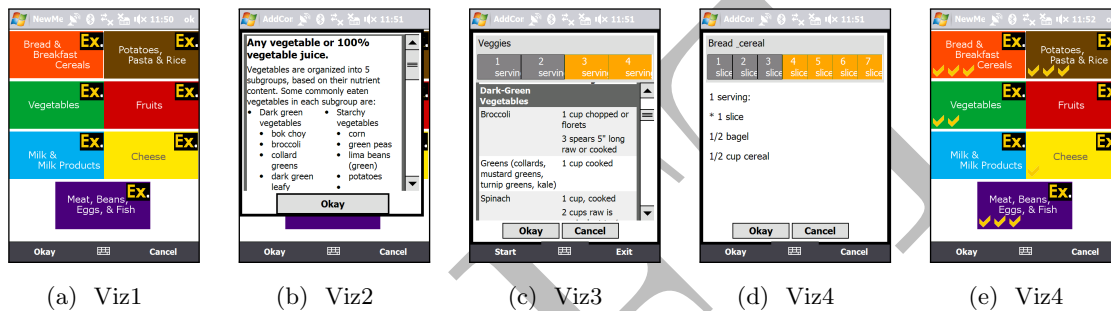 NewMe 11:50 ok
Bread &
Breakfast
Cereals
Ex.
Potatoes,
Pasta & Rice
Ex.
Vegetables
Ex.
Fruits
Ex.
Milk &
Milk Products
Ex.
Cheese
Ex.
Meat, Beans,
Eggs, & Fish
Ex.
Okay Cancel
(a) Viz1
AddCor 11:51
Any vegetable or 100%
vegetable juice.
Vegetables are organized into 5
subgroups, based on their nutrient
content. Some commonly eaten
vegetables in each subgroup are:
• Dark green
vegetables
• bok choy
• broccoli
• collard
greens
• dark green
leafy
• Starchy
vegetables
• corn
• green peas
• lima beans
(green)
• potatoes
•
Okay
Okay Cancel
(b) Viz2
AddCor 11:51
Veggies
1 2 3 4
servin servin servin servin
Dark-Green
Vegetables
Broccoli 1 cup chopped or
florets
3 spears 5" long
raw or cooked
Greens (collards,
mustard greens,
turnip greens, kale)
1 cup cooked
Spinach 1 cup, cooked
2 cups raw is
Okay Cancel
Start Exit
(c) Viz3
AddCor 11:51
Bread _cereal
1 2 3 4 5 6 7
slice slice slice slice slice slice slice
1 serving:
* 1 slice
1/2 bagel
1/2 cup cereal
Okay Cancel
Okay Cancel
(d) Viz4
NewMe 11:52 ok
Bread &
Breakfast
Cereals
Ex.
Potatoes,
Pasta & Rice
Ex.
Vegetables
Ex.
Fruits
Ex.
Milk &
Milk Products
Ex.
Cheese
Ex.
Meat, Beans,
Eggs, & Fish
Ex.
Okay Cancel
(e) Viz4